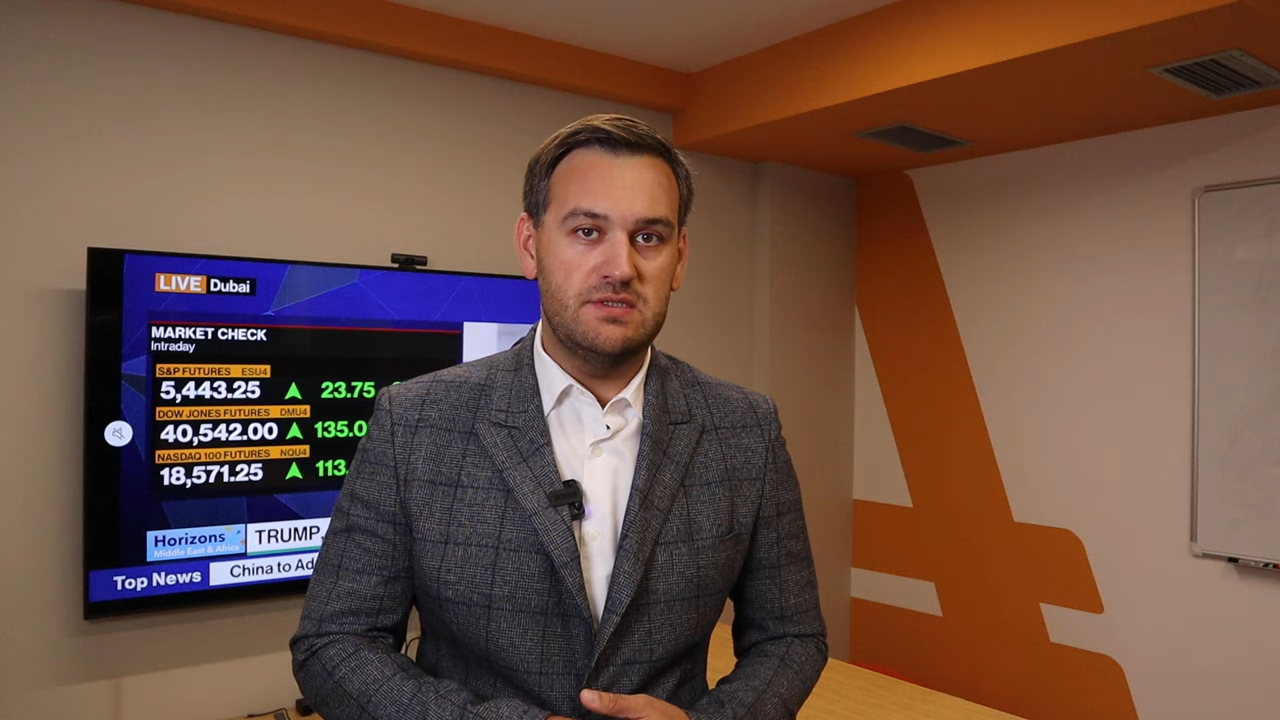 LIVE Dubai
MARKET CHECK
Intraday
S&P FUTURES ESU4
5,443.25 23.75
DOW JONES FUTURES DMU4
40,542.00 135.0
NASDAQ 100 FUTURES NQU4
18,571.25 113.
Horizons
Middle East & Africa
TRUMP
Top News China to Ad